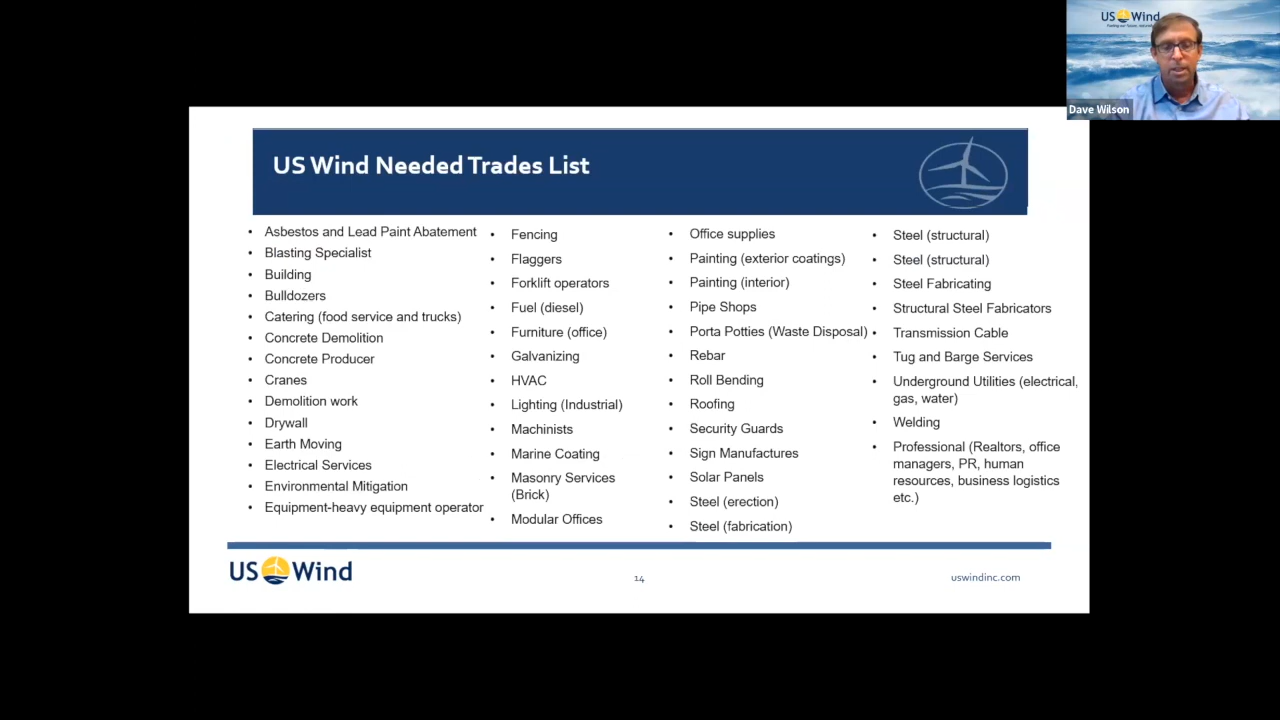 US Wind
Dave Wilson
US Wind Needed Trades List
• Asbestos and Lead Paint Abatement
• Blasting Specialist
• Building
• Bulldozers
• Catering (food service and trucks)
• Concrete Demolition
• Concrete Producer
• Cranes
• Demolition work
• Drywall
• Earth Moving
• Electrical Services
• Environmental Mitigation
• Equipment-heavy equipment operator
• Fencing
• Flaggers
• Forklift operators
• Fuel (diesel)
• Furniture (office)
• Galvanizing
• HVAC
• Lighting (Industrial)
• Machinists
• Marine Coating
• Masonry Services
(Brick)
• Modular Offices
• Office supplies
• Painting (exterior coatings)
• Painting (interior)
• Pipe Shops
• Porta Potties (Waste Disposal)
• Rebar
• Roll Bending
• Roofing
• Security Guards
• Sign Manufactures
• Solar Panels
• Steel (erection)
• Steel (fabrication)
• Steel (structural)
• Steel (structural)
• Steel Fabricating
• Structural Steel Fabricators
• Transmission Cable
• Tug and Barge Services
• Underground Utilities (electrical,
gas, water)
• Welding
• Professional (Realtors, office
managers, PR, human
resources, business logistics
etc.)
US Wind
14
uswindinc.com